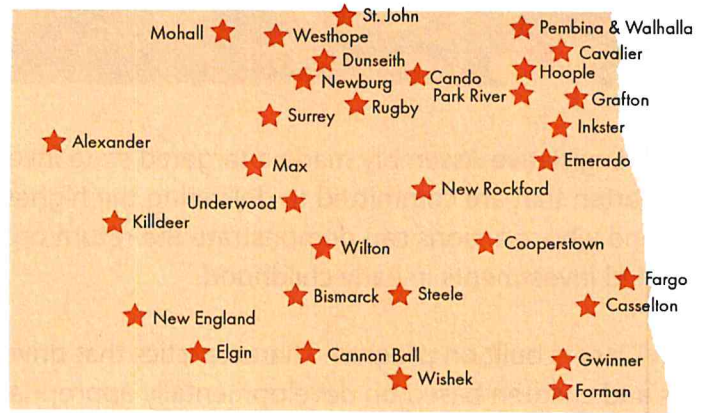 St. John
Mohall
Westhope
Pembina & Walhalla
Cavalier
Dunseith
Hoople
Newburg
Cando
Park River
Grafton
Rugby
Surrey
Inkster
Alexander
Emerado
Max
New Rockford
Underwood
Killdeer
Cooperstown
Wilton
Fargo
Bismarck
Steele
Casselton
New England
Elgin
Cannon Ball
Gwinner
Wishek
Forman